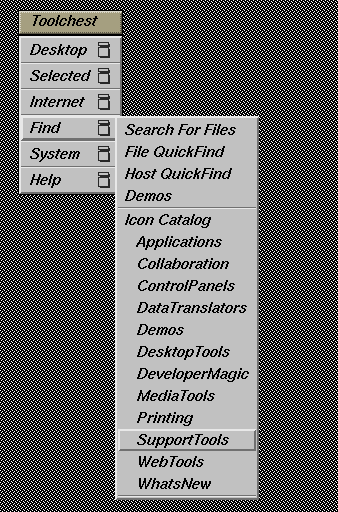 Toolchest
Desktop
Selected
Internet
Find
System
Help
Search For Files
File QuickFind
Host QuickFind
Demos
Icon Catalog
Applications
Collaboration
ControlPanels
DataTranslators
Demos
DesktopTools
DeveloperMagic
MediaTools
Printing
SupportTools
WebTools
WhatsNew